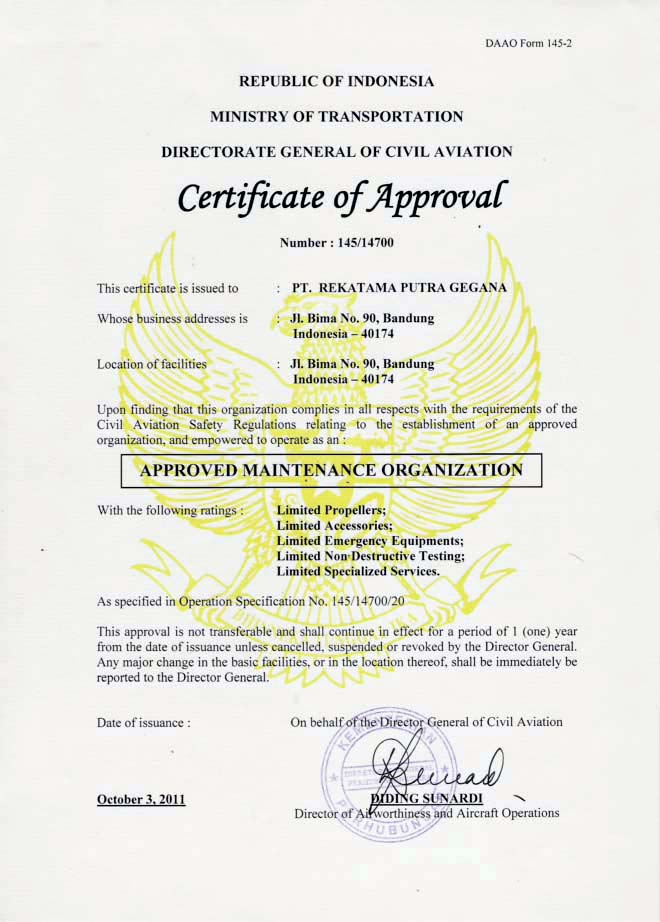 DAAO Form 145-2
REPUBLIC OF INDONESIA
MINISTRY OF TRANSPORTATION
DIRECTORATE GENERAL OF CIVIL AVIATION
Certificate of Approval
Number : 145/14700
This certificate is issued to : PT. REKATAMA PUTRA GEGANA
Whose business addresses is : Jl. Bima No. 90, Bandung
Indonesia – 40174
Location of facilities : Jl. Bima No. 90, Bandung
Indonesia – 40174
Upon finding that this organization complies in all respects with the requirements of the
Civil Aviation Safety Regulations relating to the establishment of an approved
organization, and empowered to operate as an :
APPROVED MAINTENANCE ORGANIZATION
With the following ratings : Limited Propellers;
Limited Accessories;
Limited Emergency Equipments;
Limited Non-Destructive Testing;
Limited Specialized Services.
As specified in Operation Specification No. 145/14700/20
This approval is not transferable and shall continue in effect for a period of 1 (one) year
from the date of issuance unless cancelled, suspended or revoked by the Director General.
Any major change in the basic facilities, or in the location thereof, shall be immediately be
reported to the Director General.
Date of issuance : On behalf of the Director General of Civil Aviation
KEMENTERIAN
PERHUBUNGAN
October 3, 2011 DIDING SUNARDI
Director of Airworthiness and Aircraft Operations